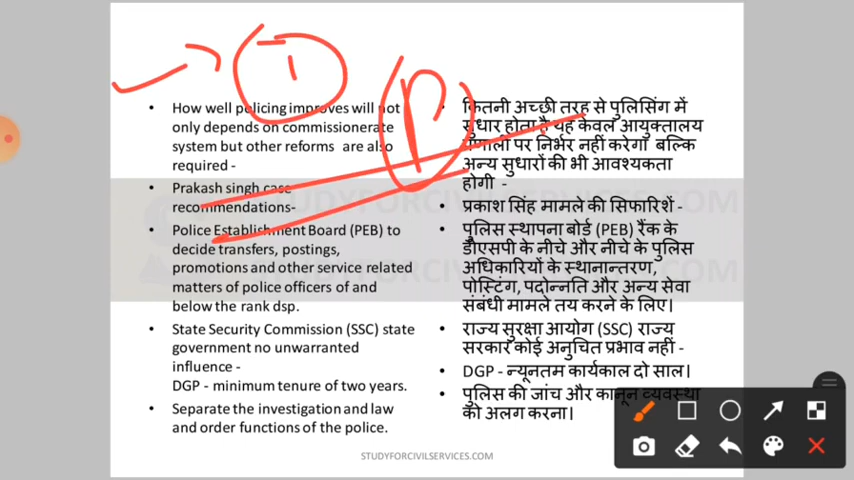 How well policing improves will not
only depends on commissionerate
system but other reforms are also
required -
Prakash singh case
recommendations-
Police Establishment Board (PEB) to
decide transfers, postings,
promotions and other service related
matters of police officers of and
below the rank dsp.
State Security Commission (SSC) state
government no unwarranted
influence -
DGP - minimum tenure of two years.
Separate the investigation and law
and order functions of the police.
कितनी अच्छी तरह से पुलिसिंग में
सुधार होता है यह केवल आयुक्तालय
प्रणाली पर निर्भर नहीं करेगा बल्कि
अन्य सुधारों की भी आवश्यकता
होगी -
प्रकाश सिंह मामले की सिफारिशें -
पुलिस स्थापना बोर्ड (PEB) रैंक के
डीएसपी के नीचे और नीचे के पुलिस
अधिकारियों के स्थानान्तरण,
पोस्टिंग, पदोन्नति और अन्य सेवा
संबंधी मामले तय करने के लिए।
राज्य सुरक्षा आयोग (SSC) राज्य
सरकार कोई अनुचित प्रभाव नहीं -
DGP - न्यूनतम कार्यकाल दो साल।
पुलिस की जांच और कानून व्यवस्था
को अलग करना।
STUDYFORCIVILSERVICES.COM